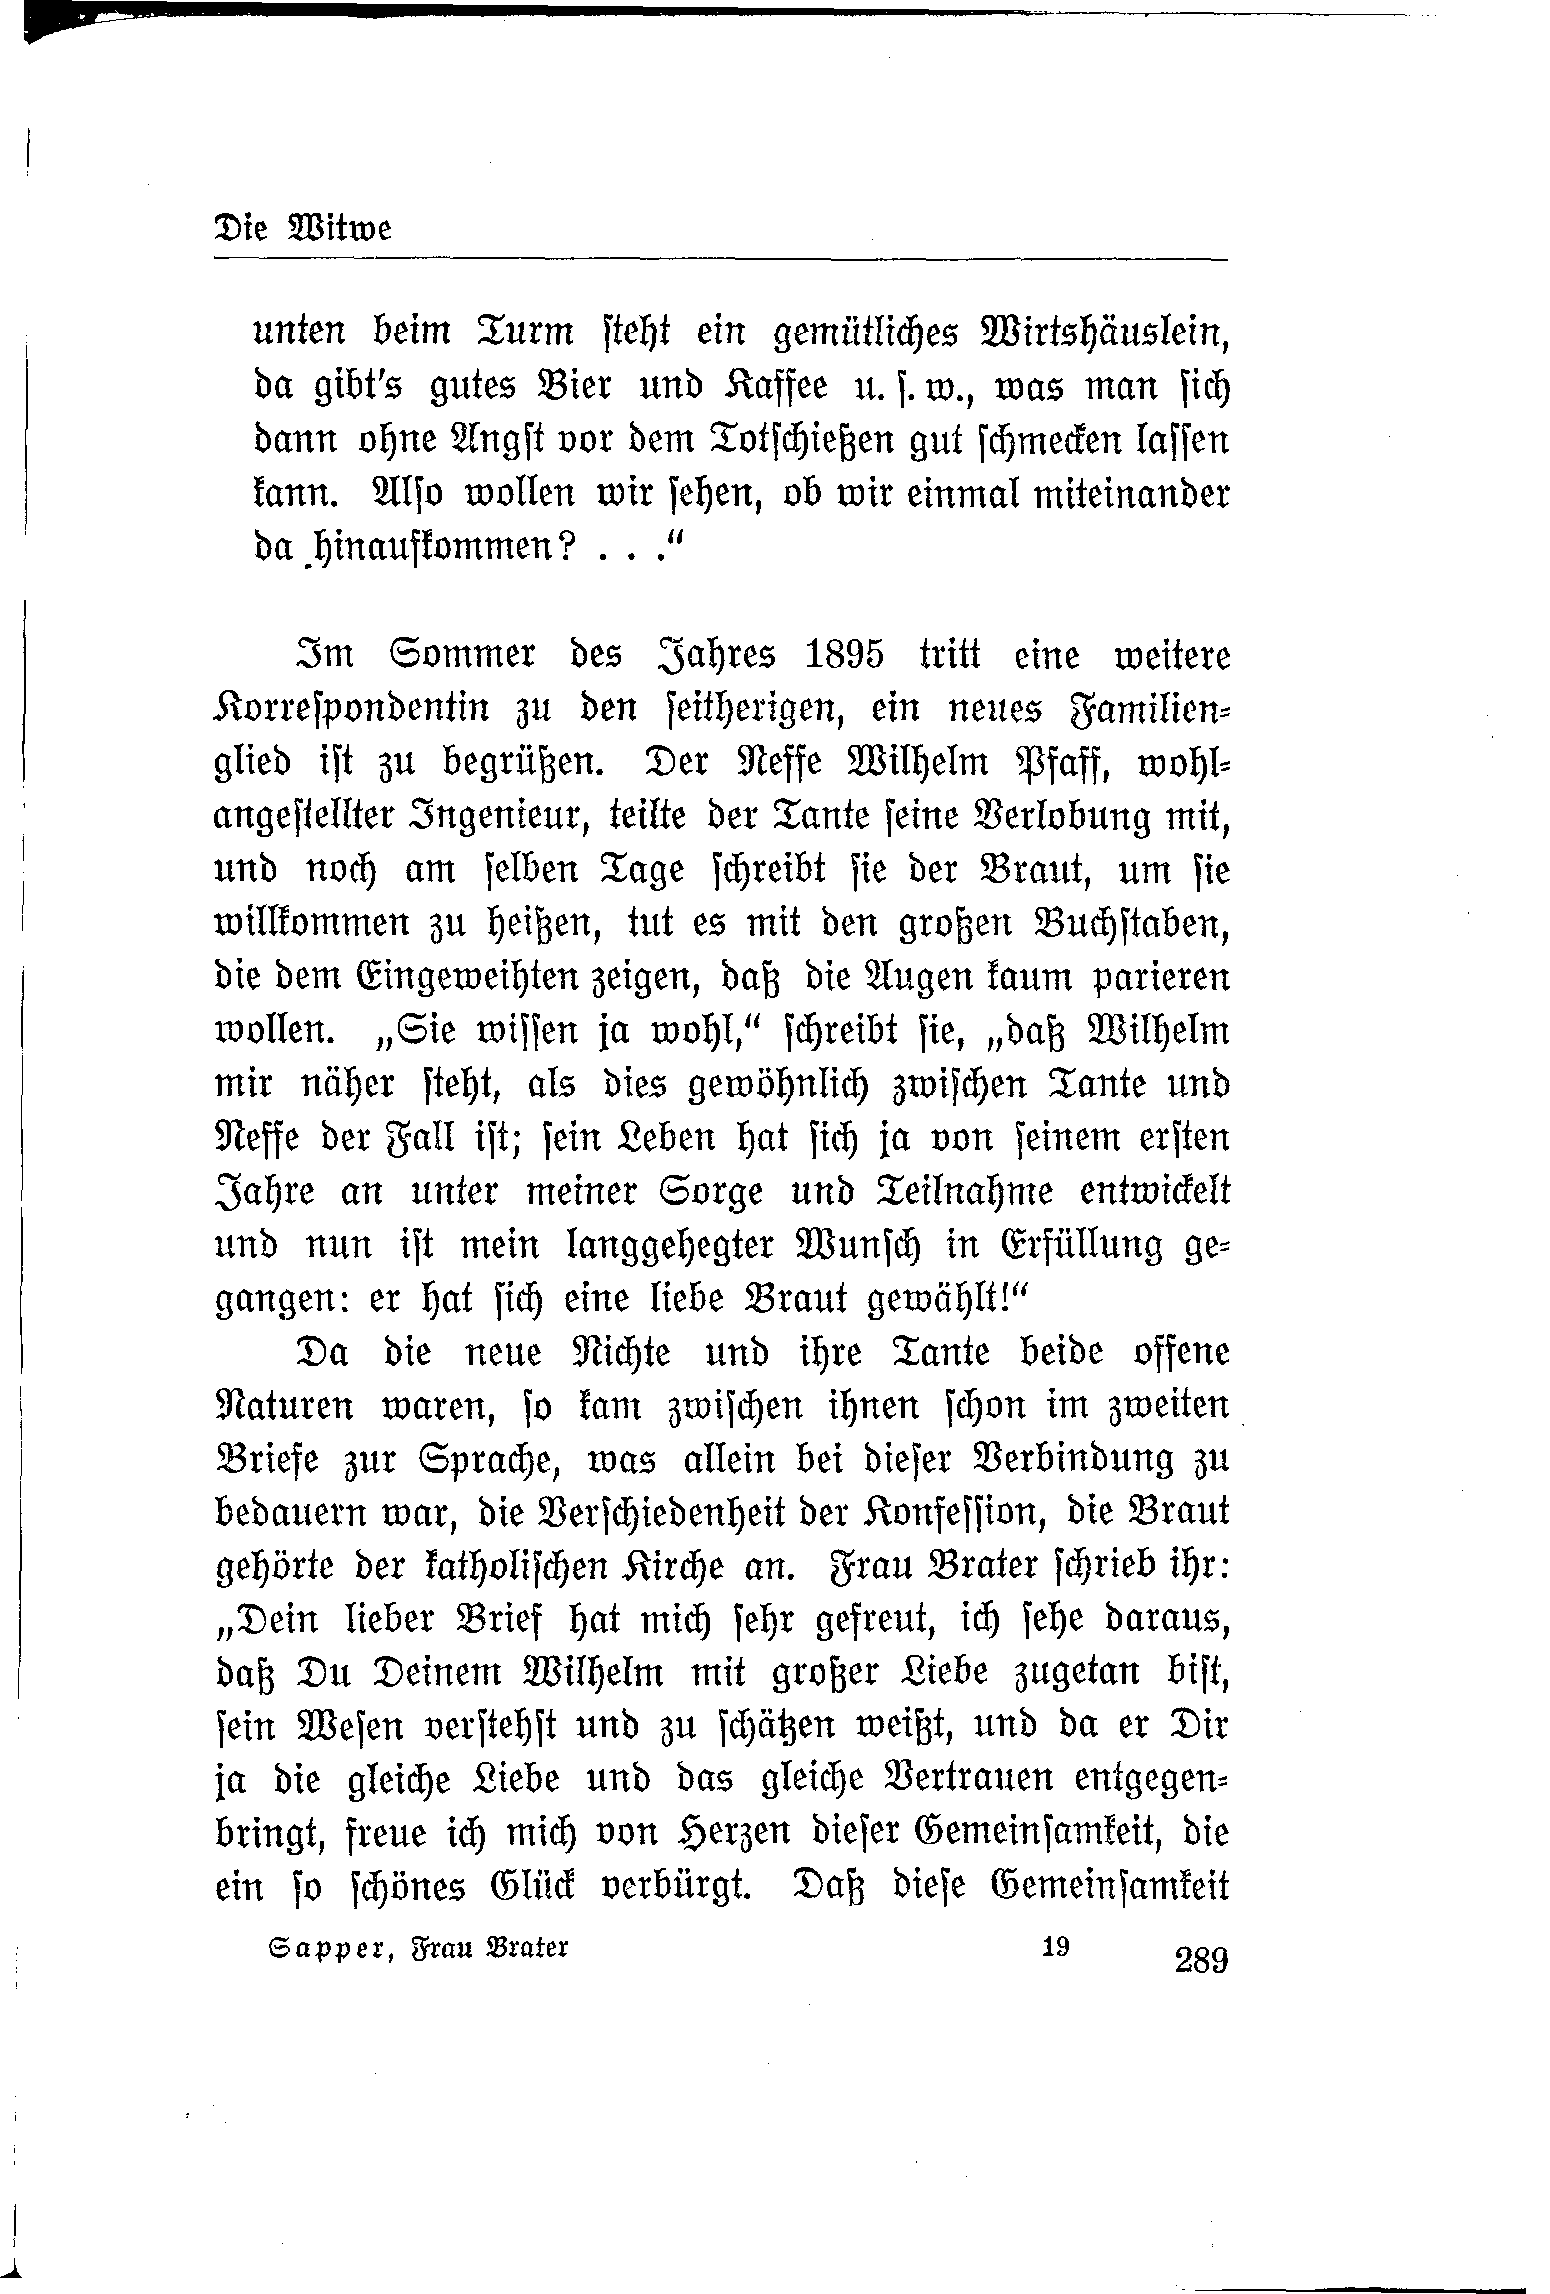 Die Witwe
unten beim Turm steht ein gemütliches Wirtshäuslein,
da gibt's gutes Bier und Kaffee u. s. w., was man sich
dann ohne Angst vor dem Totschießen gut schmecken lassen
kann. Also wollen wir sehen, ob wir einmal miteinander
da hinaufkommen? . . .“
Im Sommer des Jahres 1895 tritt eine weitere
Korrespondentin zu den seitherigen, ein neues Familien-
glied ist zu begrüßen. Der Neffe Wilhelm Pfaff, wohl-
angestellter Ingenieur, teilte der Tante seine Verlobung mit,
und noch am selben Tage schreibt sie der Braut, um sie
willkommen zu heißen, tut es mit den großen Buchstaben,
die dem Eingeweihten zeigen, daß die Augen kaum parieren
wollen. „Sie wissen ja wohl,“ schreibt sie, „daß Wilhelm
mir näher steht, als dies gewöhnlich zwischen Tante und
Neffe der Fall ist; sein Leben hat sich ja von seinem ersten
Jahre an unter meiner Sorge und Teilnahme entwickelt
und nun ist mein langgehegter Wunsch in Erfüllung ge-
gangen: er hat sich eine liebe Braut gewählt!“
Da die neue Nichte und ihre Tante beide offene
Naturen waren, so kam zwischen ihnen schon im zweiten
Briefe zur Sprache, was allein bei dieser Verbindung zu
bedauern war, die Verschiedenheit der Konfession, die Braut
gehörte der katholischen Kirche an. Frau Brater schrieb ihr:
„Dein lieber Brief hat mich sehr gefreut, ich sehe daraus,
daß Du Deinem Wilhelm mit großer Liebe zugetan bist,
sein Wesen verstehst und zu schätzen weißt, und da er Dir
ja die gleiche Liebe und das gleiche Vertrauen entgegen-
bringt, freue ich mich von Herzen dieser Gemeinsamkeit, die
ein so schönes Glück verbürgt. Daß diese Gemeinsamkeit
Sapper, Frau Brater 19
289